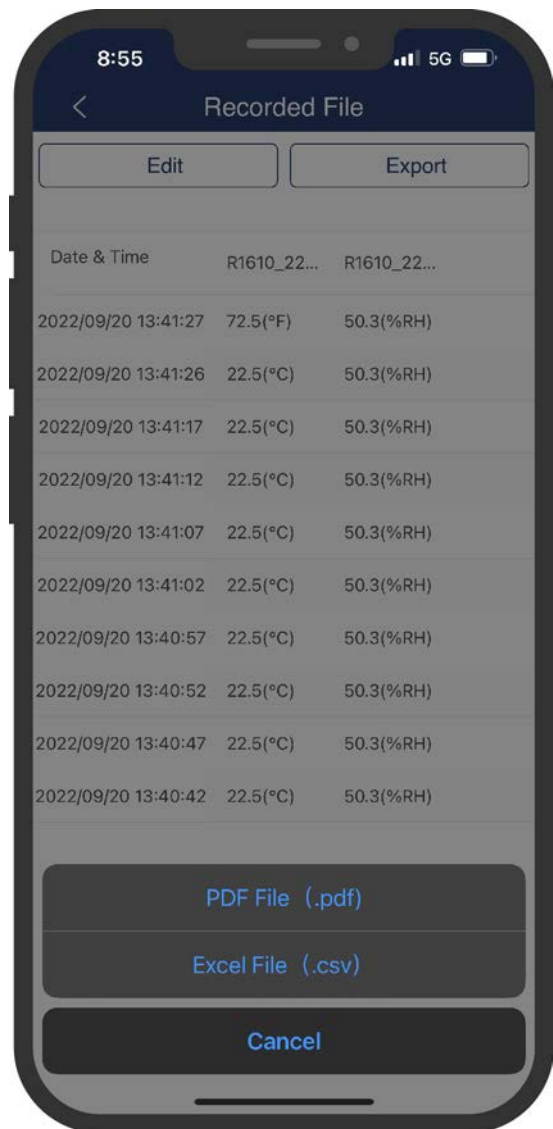 8:55 5G
Recorded File
Edit Export
Date & Time R1610_22... R1610_22...
2022/09/20 13:41:27 72.5(°F) 50.3(%RH)
2022/09/20 13:41:26 22.5(°C) 50.3(%RH)
2022/09/20 13:41:17 22.5(°C) 50.3(%RH)
2022/09/20 13:41:12 22.5(°C) 50.3(%RH)
2022/09/20 13:41:07 22.5(°C) 50.3(%RH)
2022/09/20 13:41:02 22.5(°C) 50.3(%RH)
2022/09/20 13:40:57 22.5(°C) 50.3(%RH)
2022/09/20 13:40:52 22.5(°C) 50.3(%RH)
2022/09/20 13:40:47 22.5(°C) 50.3(%RH)
2022/09/20 13:40:42 22.5(°C) 50.3(%RH)
PDF File（.pdf)
Excel File（.csv）
Cancel